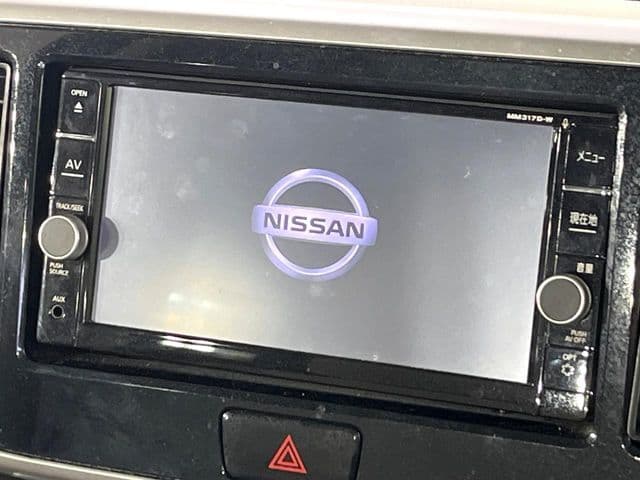 OPEN
AV
TRACK/SEEK
PUSH
SOURCE
AUX
NISSAN
MM317D-W
メニュー
現在地
音量
PUSH
AV OFF
OPT